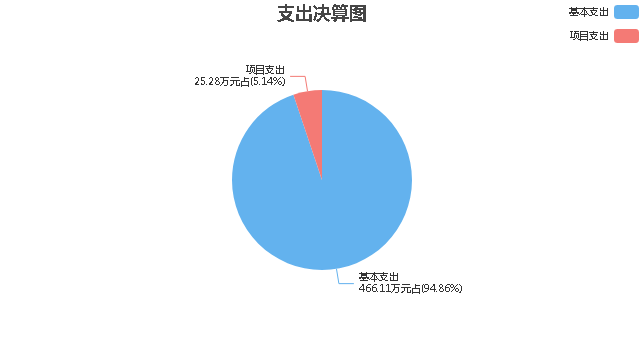 支出决算图
基本支出
项目支出
项目支出
25.28万元占(5.14%)
基本支出
466.11万元占(94.86%)